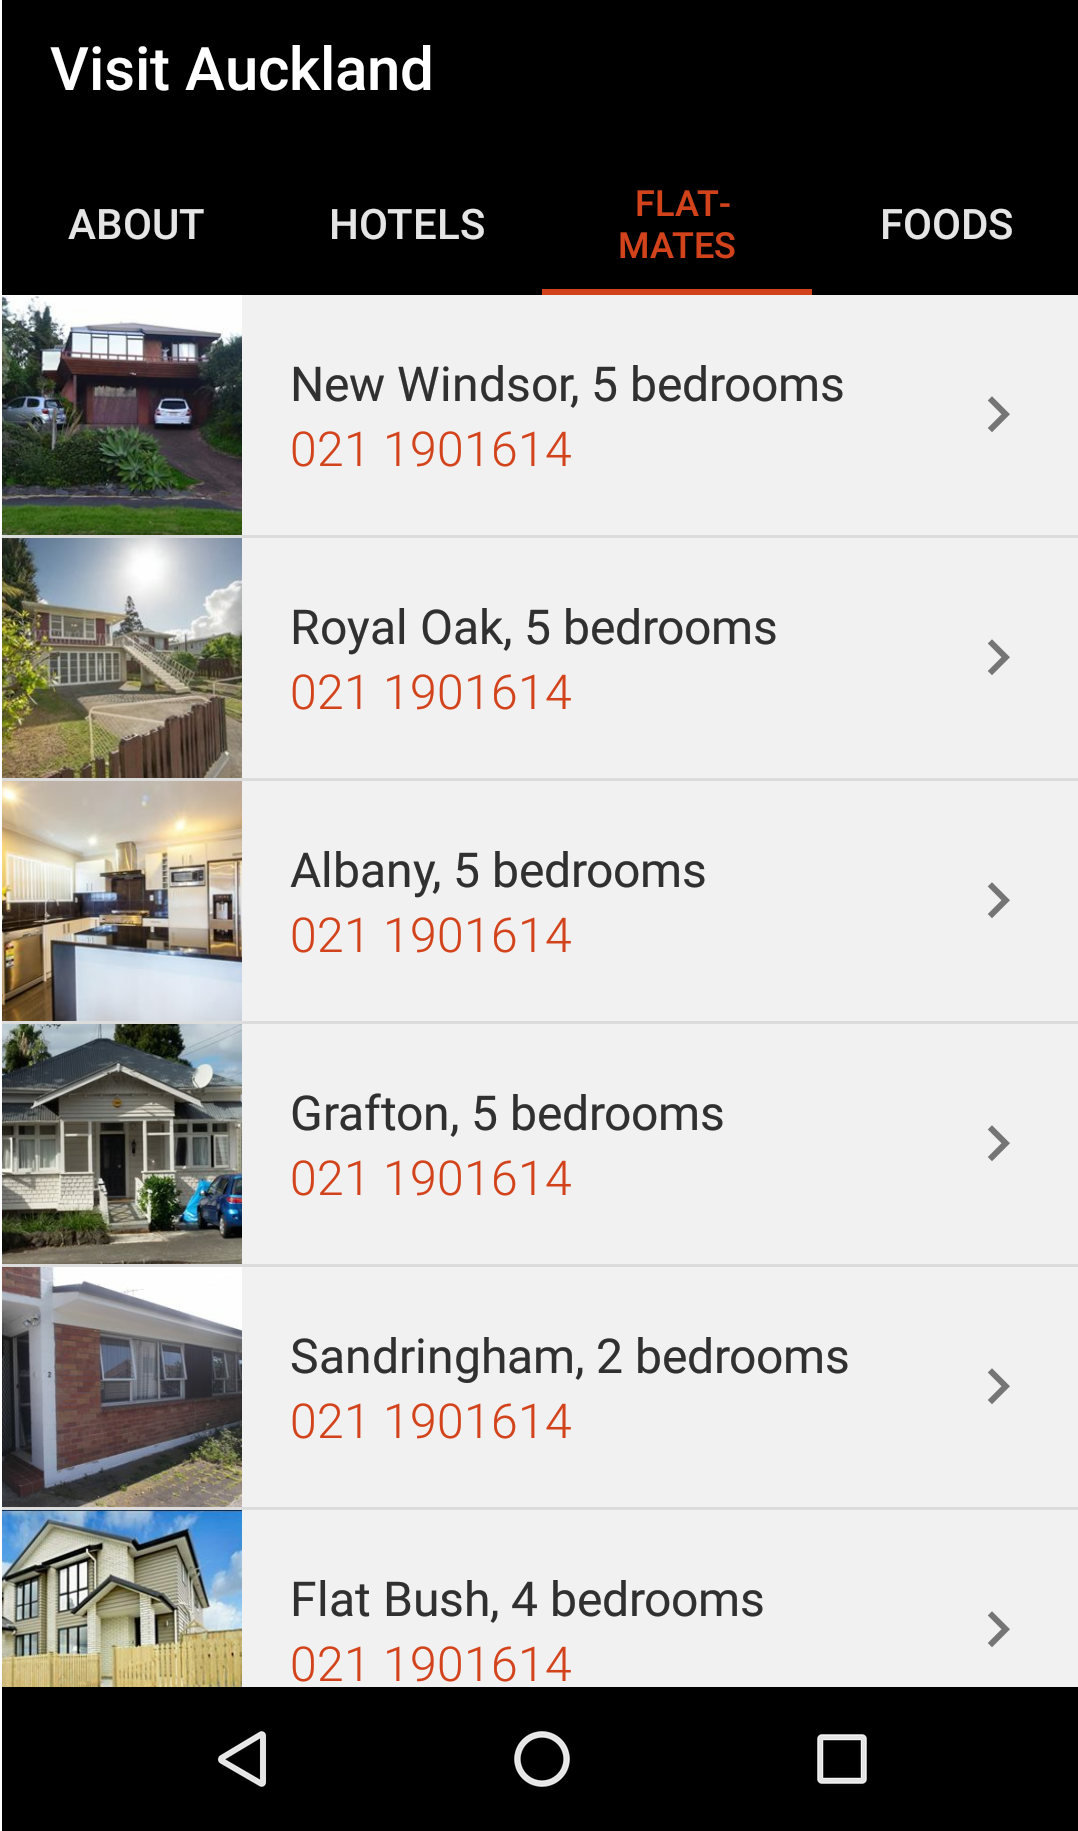 Visit Auckland
ABOUT
HOTELS
FLAT-
MATES
FOODS
New Windsor, 5 bedrooms
021 1901614
Royal Oak, 5 bedrooms
021 1901614
Albany, 5 bedrooms
021 1901614
Grafton, 5 bedrooms
021 1901614
Sandringham, 2 bedrooms
021 1901614
Flat Bush, 4 bedrooms
021 1901614